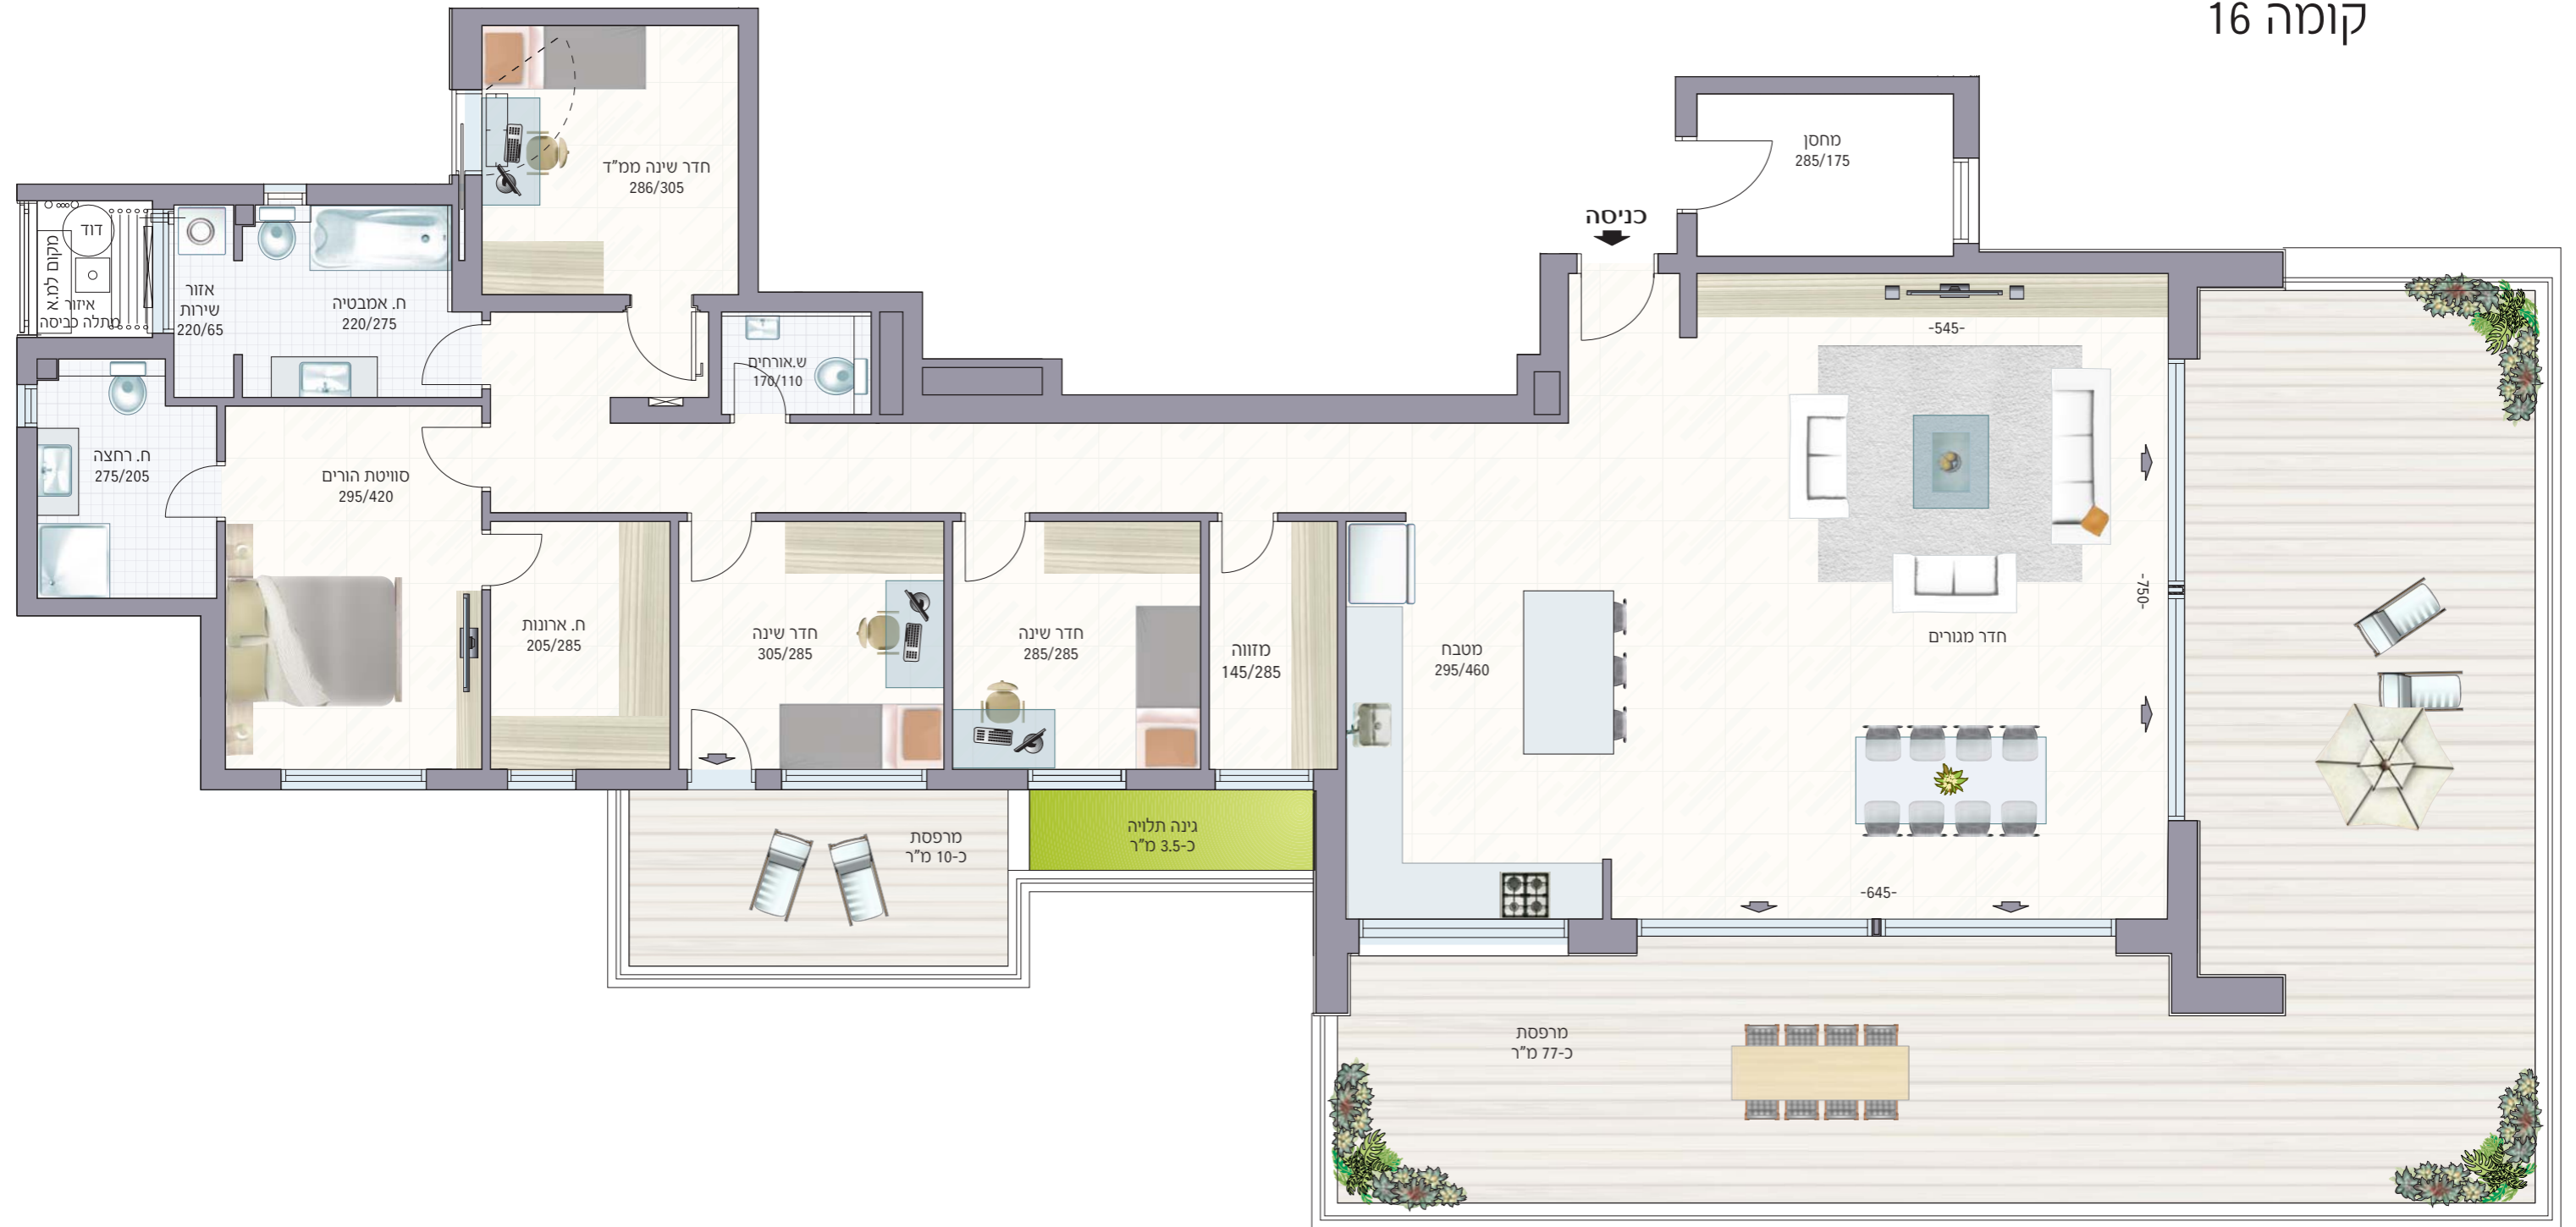 קומה 16
מחסן
285/175
כניסה
חדר שינה ממ"ד
286/305
דוד
מקום למ.א
איזור
מתלה כביסה
אזור
שירות
220/65
ח. אמבטיה
220/275
ש.אורחים
170/110
-545-
ח. רחצה
275/205
סוויטת הורים
295/420
ח. ארונות
205/285
חדר שינה
305/285
חדר שינה
285/285
מזווה
145/285
מטבח
295/460
חדר מגורים
-750-
-645-
מרפסת
כ-10 מ"ר
גינה תלויה
כ-3.5 מ"ר
מרפסת
כ-77 מ"ר